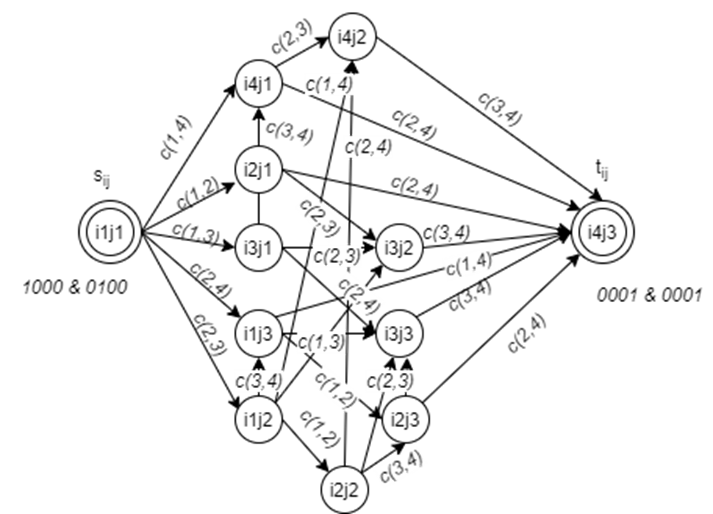 i4j2
c(2,3)
i4j1
c(1,4)
c(3,4)
c(2,4)
c(1,4)
c(3,4)
c(2,4)
i2j1
c(2,4)
s_ij
t_ij
c(1,2)
c(2,3)
i1j1
c(1,3)
i3j1
c(2,3)
i3j2
c(3,4)
i4j3
1000 & 0100
c(2,4)
c(1,4)
0001 & 0001
c(2,4)
c(3,4)
c(2,3)
i1j3
c(1,3)
i3j3
c(2,4)
c(3,4)
c(1,2)
c(2,3)
i1j2
c(1,2)
i2j3
c(3,4)
i2j2